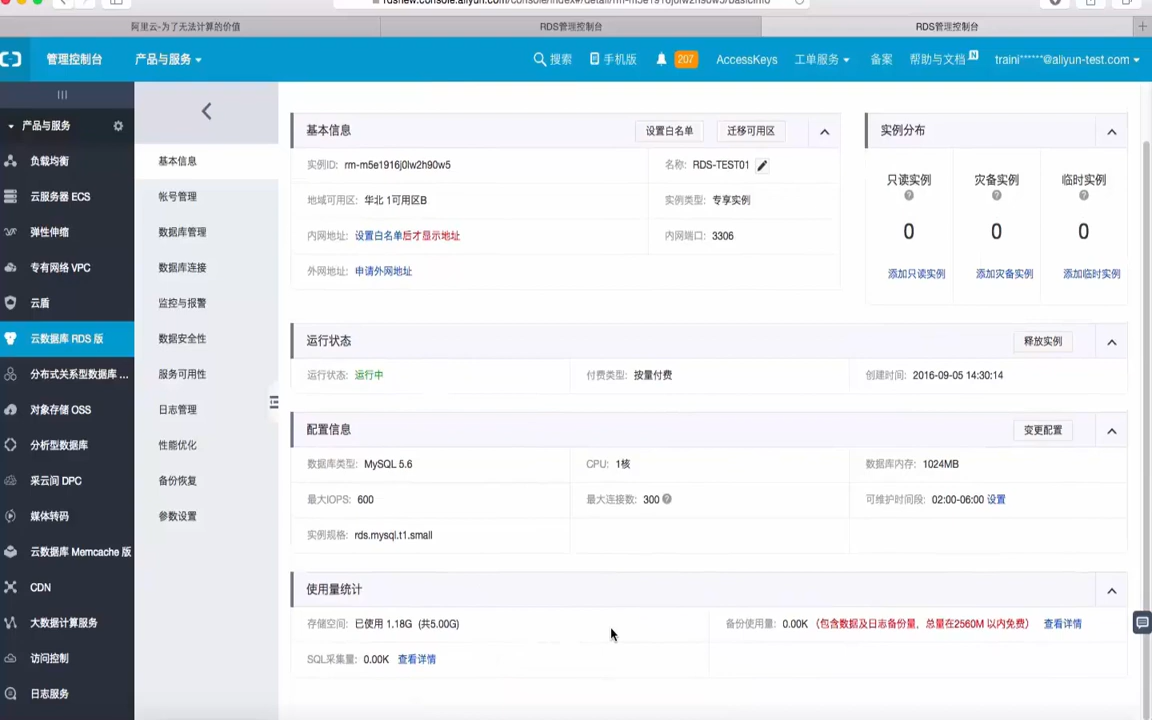 阿里云-为了无法计算的价值
RDS管理控制台
RDS管理控制台
管理控制台 产品与服务 搜索 手机版 207 AccessKeys 工单服务 备案 帮助与文档 N traini******@aliyun-test.com
产品与服务
负载均衡
云服务器 ECS
弹性伸缩
专有网络 VPC
云盾
云数据库 RDS 版
分布式关系型数据库 ...
对象存储 OSS
分析型数据库
采云间 DPC
媒体转码
云数据库 Memcache 版
CDN
大数据计算服务
访问控制
日志服务
基本信息
帐号管理
数据库管理
数据库连接
监控与报警
数据安全性
服务可用性
日志管理
性能优化
备份恢复
参数设置
基本信息 设置白名单 迁移可用区
实例ID: rm-m5e1916j0lw2h90w5 名称: RDS-TEST01
地域可用区: 华北 1可用区B 实例类型: 专享实例
内网地址: 设置白名单后才显示地址 内网端口: 3306
外网地址: 申请外网地址
实例分布
只读实例 灾备实例 临时实例
0 0 0
添加只读实例 添加灾备实例 添加临时实例
运行状态 释放实例
运行状态: 运行中 付费类型: 按量付费 创建时间: 2016-09-05 14:30:14
配置信息 变更配置
数据库类型: MySQL 5.6 CPU: 1核 数据库内存: 1024MB
最大IOPS: 600 最大连接数: 300 可维护时间段: 02:00-06:00 设置
实例规格: rds.mysql.t1.small
使用量统计
存储空间: 已使用 1.18G (共5.00G) 备份使用量: 0.00K (包含数据及日志备份量，总量在2560M 以内免费) 查看详情
SQL采集量: 0.00K 查看详情